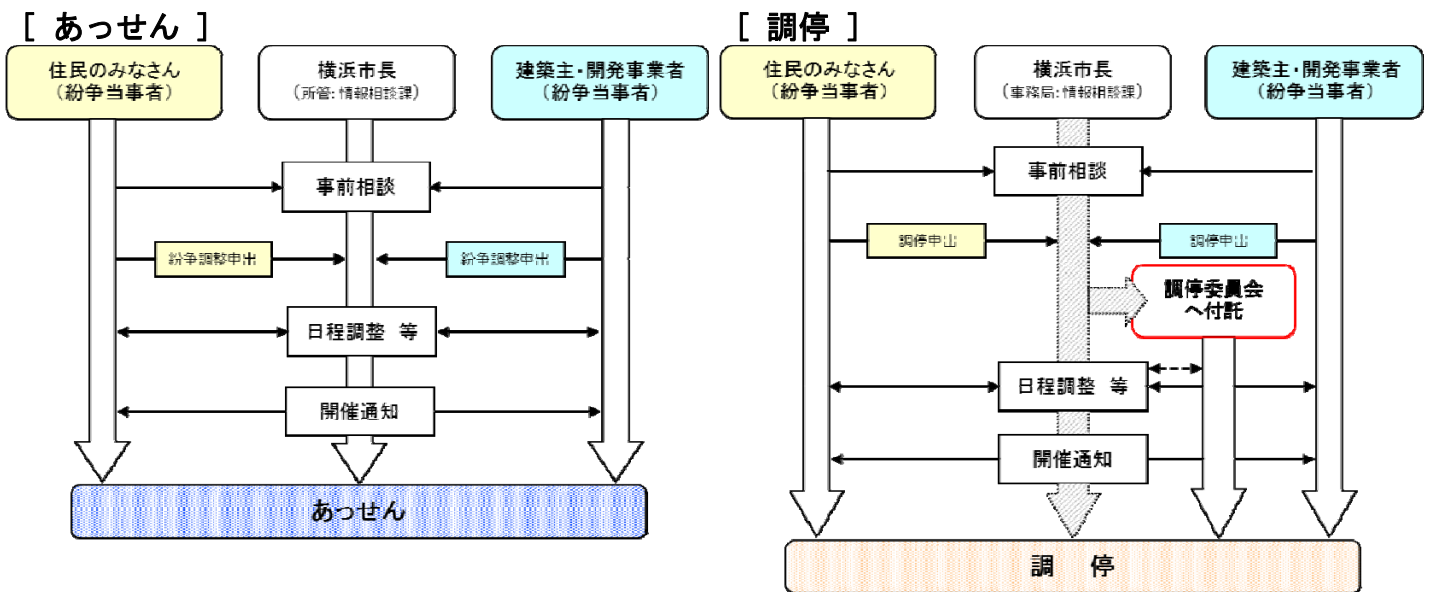 [ あっせん ]
住民のみなさん
（紛争当事者）
横浜市長
（所管：情報相談課）
建築主・開発事業者
（紛争当事者）
事前相談
紛争調整申出
紛争調整申出
日程調整 等
開催通知
あっせん
[ 調停 ]
住民のみなさん
（紛争当事者）
横浜市長
（事務局：情報相談課）
建築主・開発事業者
（紛争当事者）
事前相談
調停申出
調停申出
調停委員会
へ付託
日程調整 等
開催通知
調 停